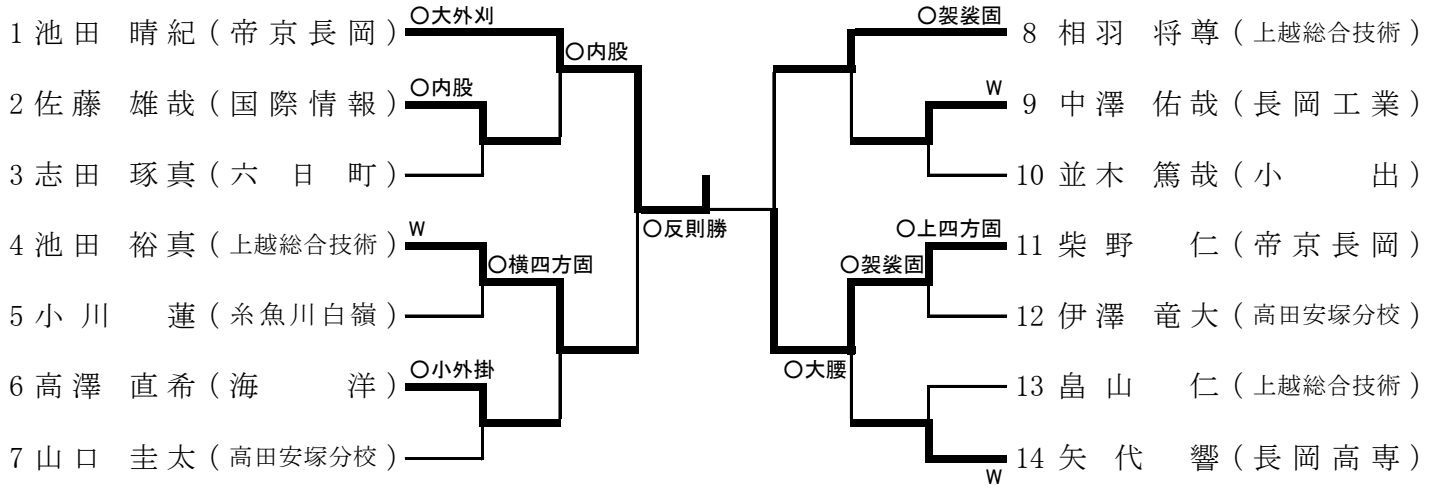 ○大外刈
1 池田 晴紀 (帝京長岡)
○内股
○内股
2 佐藤 雄哉 (国際情報)
3 志田 琢真 (六日町)
○反則勝
W
4 池田 裕真 (上越総合技術)
○横四方固
5 小川 蓮 (糸魚川白嶺)
○小外掛
6 高澤 直希 (海洋)
7 山口 圭太 (高田安塚分校)
○袈裟固
8 相羽 将尊 (上越総合技術)
W
9 中澤 佑哉 (長岡工業)
10 並木 篤哉 (小出)
○上四方固
11 柴野 仁 (帝京長岡)
○袈裟固
12 伊澤 竜大 (高田安塚分校)
○大腰
13 畠山 仁 (上越総合技術)
14 矢代 響 (長岡高専)
W